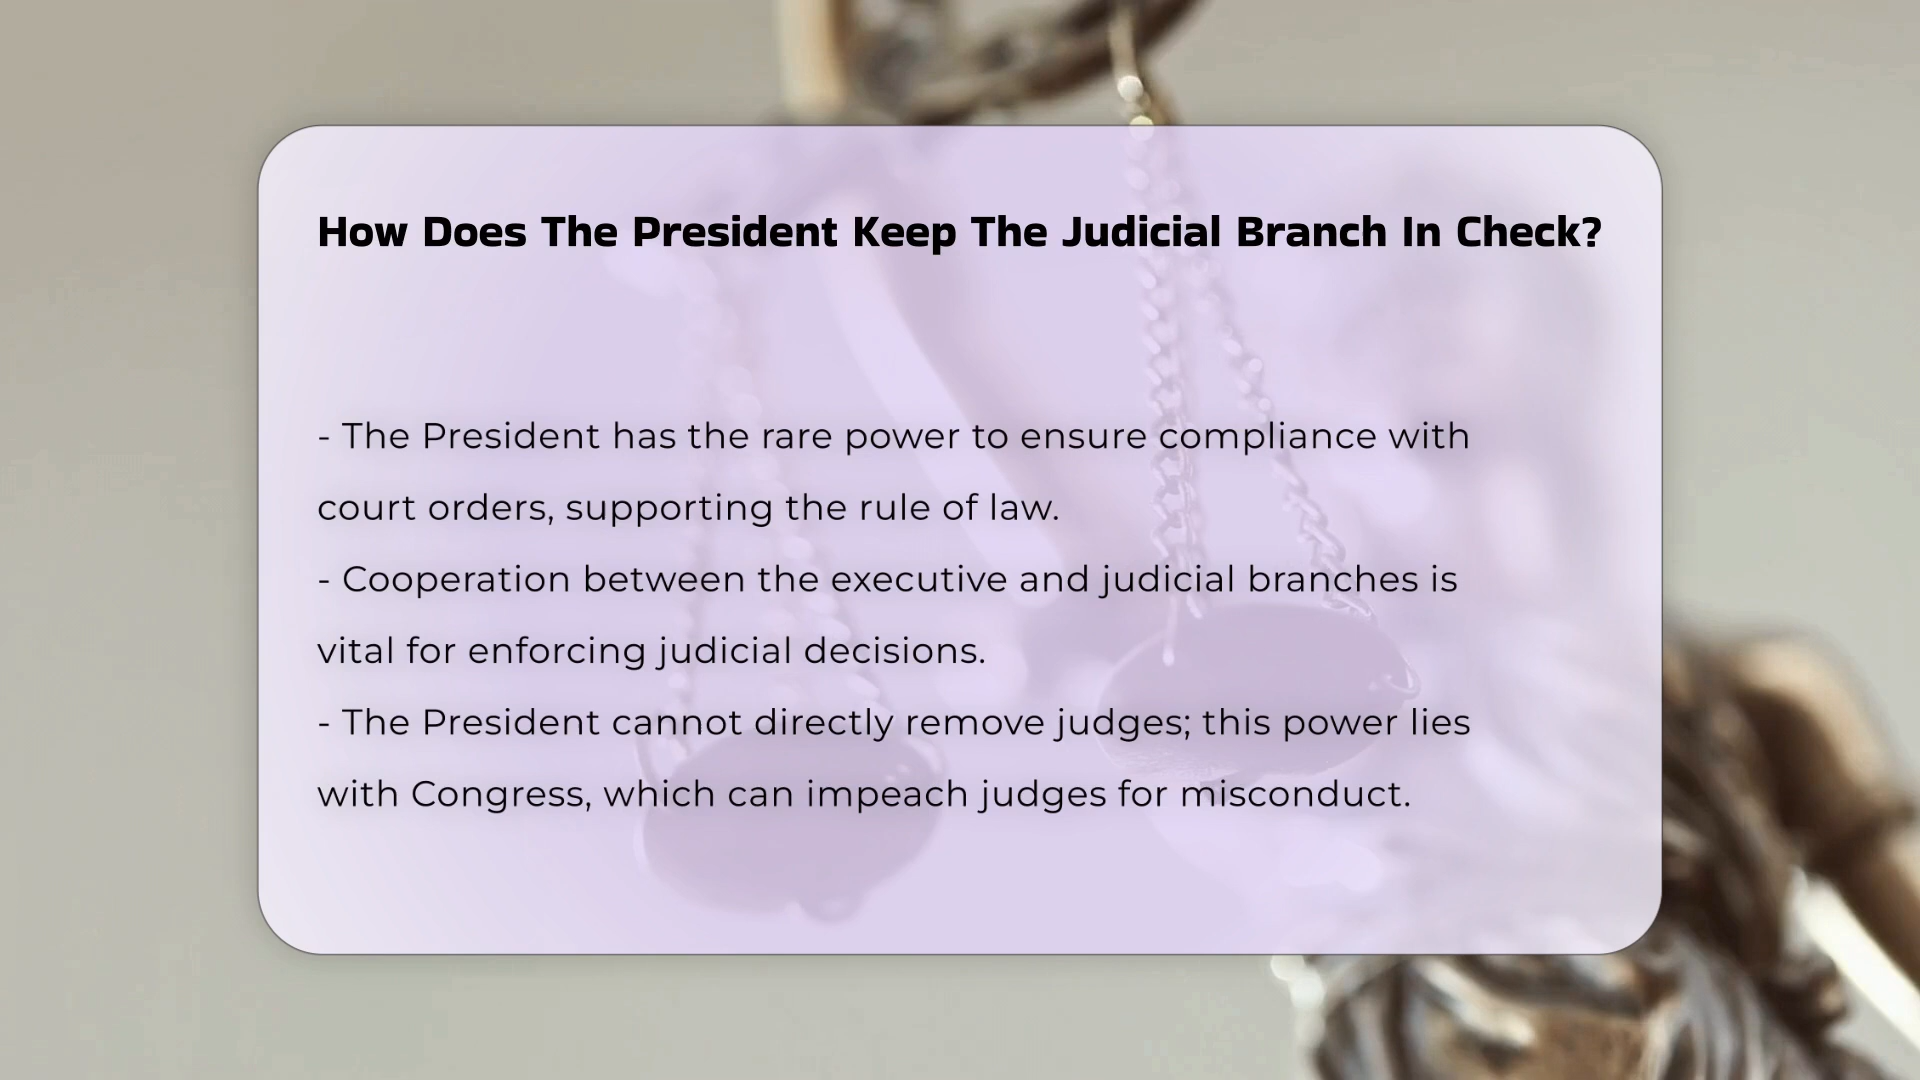 How Does The President Keep The Judicial Branch In Check?
- The President has the rare power to ensure compliance with
court orders, supporting the rule of law.
- Cooperation between the executive and judicial branches is
vital for enforcing judicial decisions.
- The President cannot directly remove judges; this power lies
with Congress, which can impeach judges for misconduct.